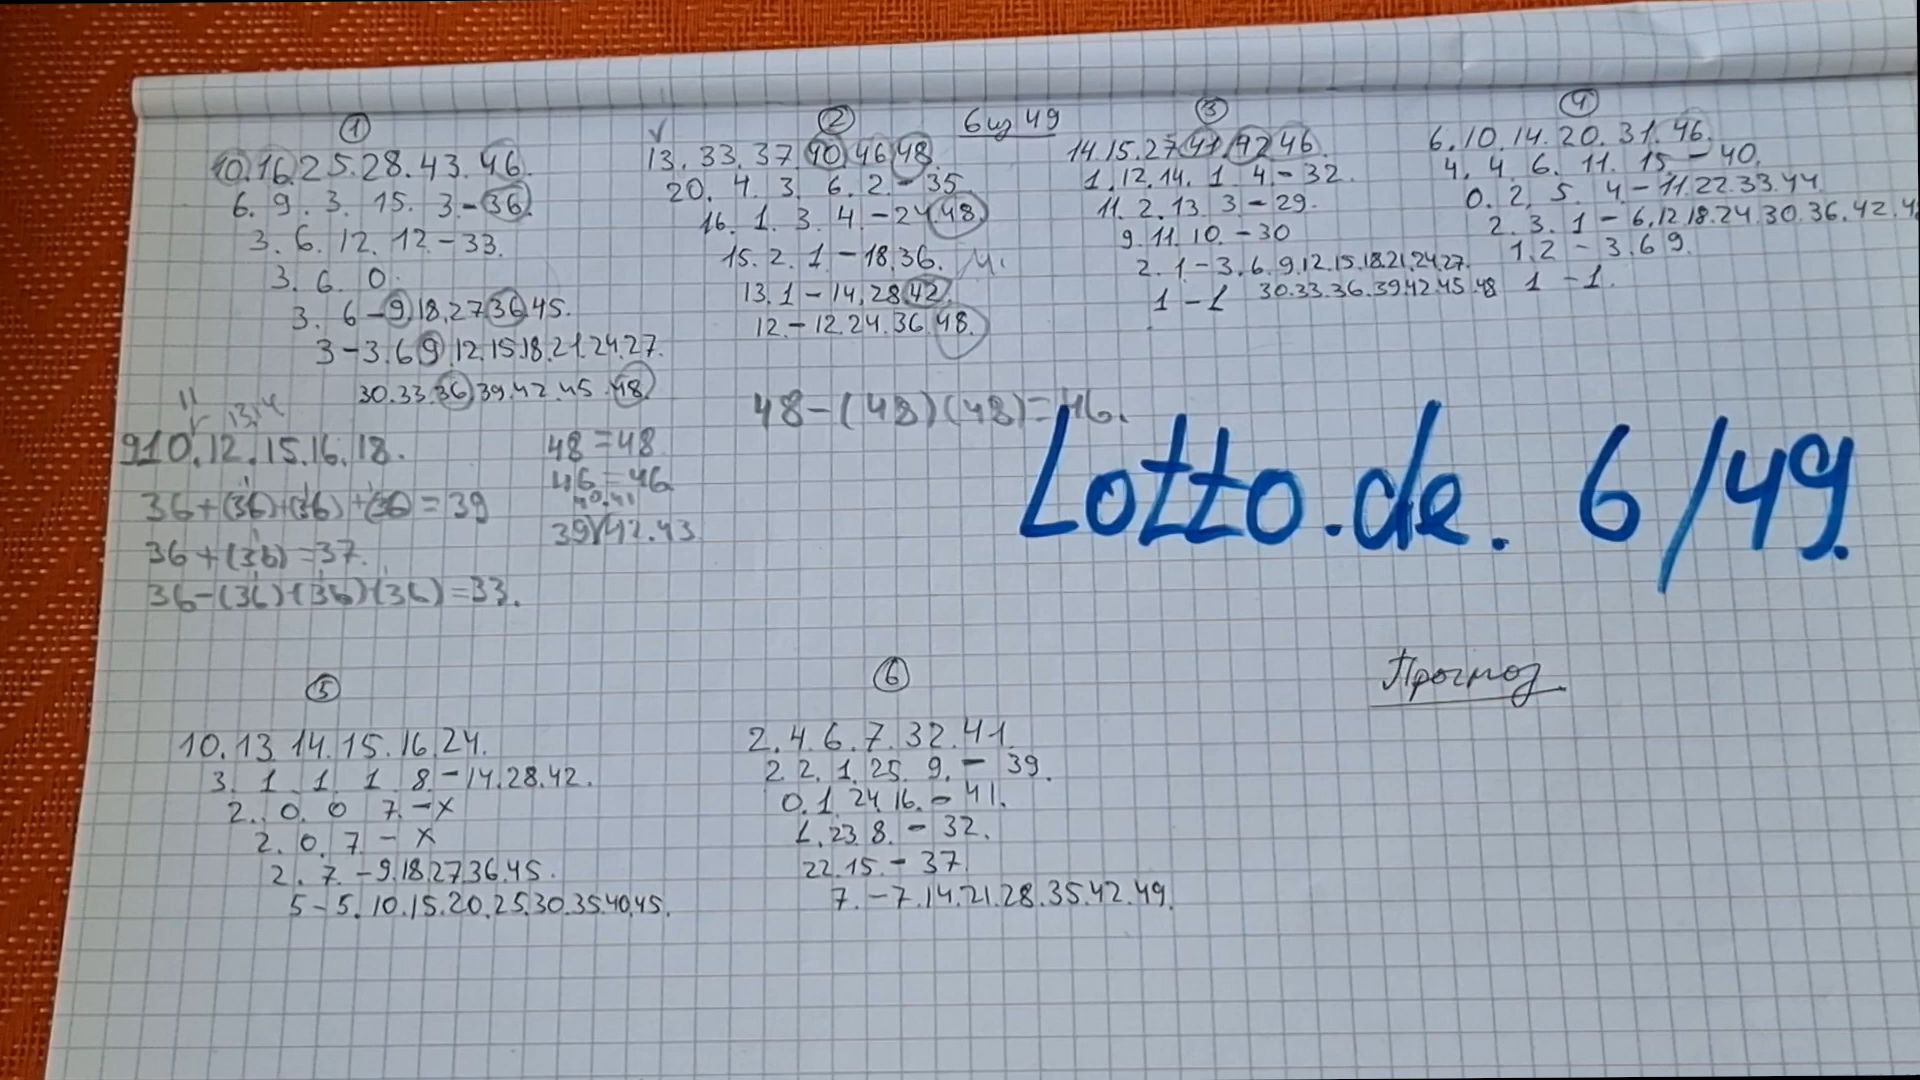 6 из 49
1
10.16.25.28.43.46.
6. 9. 3. 15. 3.-36.
3. 6. 12. 12.-33.
3. 6. 0.
3. 6-9.18.27.36.45.
3-3.6.9.12.15.18.21.24.27.
30.33.36.39.42.45.48
2
13.33.37.40.46.48.
20. 4. 3. 6. 2.-35
16. 1. 3. 4.-24.48.
15. 2. 1-18.36.
13. 1-14.28.42.
12.-12.24.36.48.
3
14.15.27.41.42.46.
1.12.14. 1. 4.-32.
11. 2. 13. 3-29.
9. 11. 10.-30
2. 1-3.6.9.12.15.18.21.24.27.
1-1 30.33.36.39.42.45.48
4
6.10.14.20.31.46.
4. 4. 6. 11. 15-40.
0. 2. 5. 4-11.22.33.44
2. 3. 1-6.12.18.24.30.36.42.
1. 2-3.6.9.
1-1.
11
13.14
9 10.12.15.16.18.
36+(36)+(36)+(36)=39
36+(36)=37.
36-(36)(36)(36)=33.
48=48
46=46
40.41
39 42.43
48-(48)(48)=46.
Lotto.de. 6/49.
5
10.13.14.15.16.24.
3. 1. 1. 1. 8-14.28.42.
2. 0. 0 7.-x
2. 0. 7-x
2. 7-9.18.27.36.45.
5-5.10.15.20.25.30.35.40.45.
6
2.4.6.7.32.41.
2 2. 1. 25. 9.-39.
0. 1. 24 16.-41.
1. 23. 8.-32.
22.15.-37.
7.-7.14.21.28.35.42.49.
Прогноз